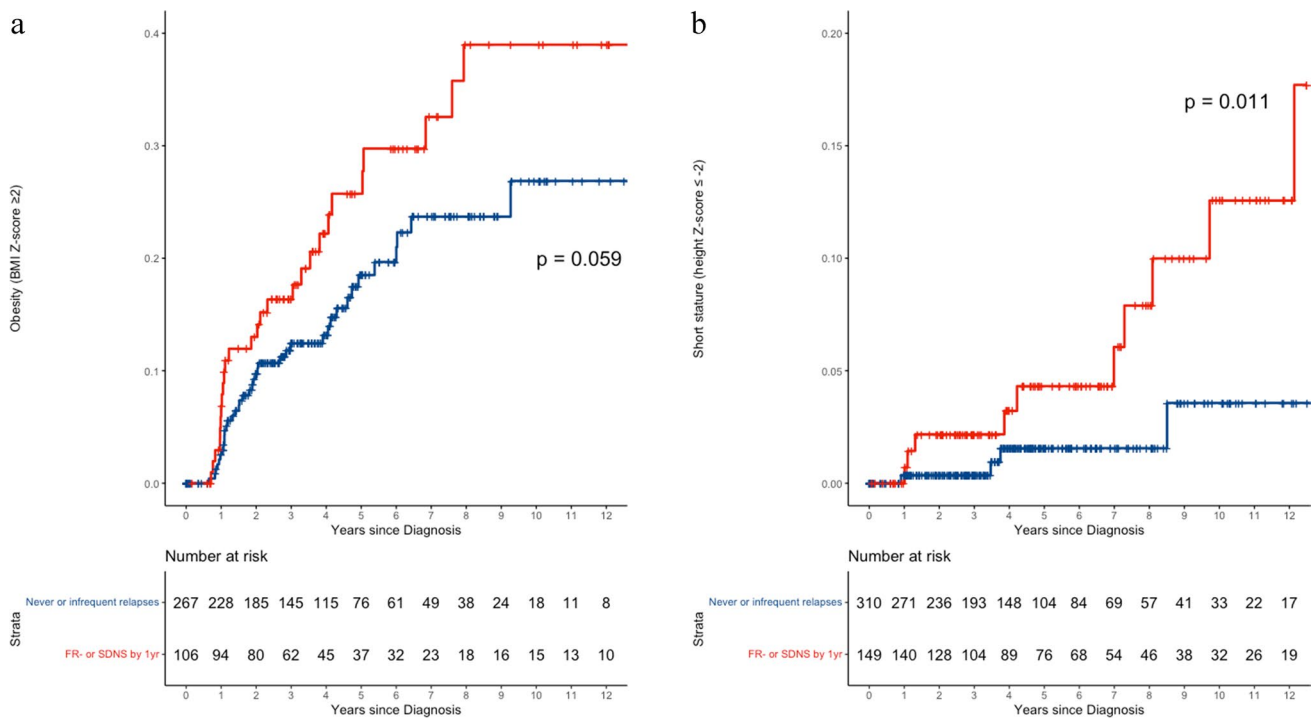 a
Obesity (BMI Z-score ≥2)
0.4
0.3
0.2
0.1
0.0
p = 0.059
0 1 2 3 4 5 6 7 8 9 10 11 12
Years since Diagnosis
Number at risk
Strata
Never or infrequent relapses 267 228 185 145 115 76 61 49 38 24 18 11 8
FR- or SDNS by 1yr 106 94 80 62 45 37 32 23 18 16 15 13 10
0 1 2 3 4 5 6 7 8 9 10 11 12
Years since Diagnosis
b
Short stature (height Z-score ≤ -2)
0.20
0.15
0.10
0.05
0.00
p = 0.011
0 1 2 3 4 5 6 7 8 9 10 11 12
Years since Diagnosis
Number at risk
Strata
Never or infrequent relapses 310 271 236 193 148 104 84 69 57 41 33 22 17
FR- or SDNS by 1yr 149 140 128 104 89 76 68 54 46 38 32 26 19
0 1 2 3 4 5 6 7 8 9 10 11 12
Years since Diagnosis